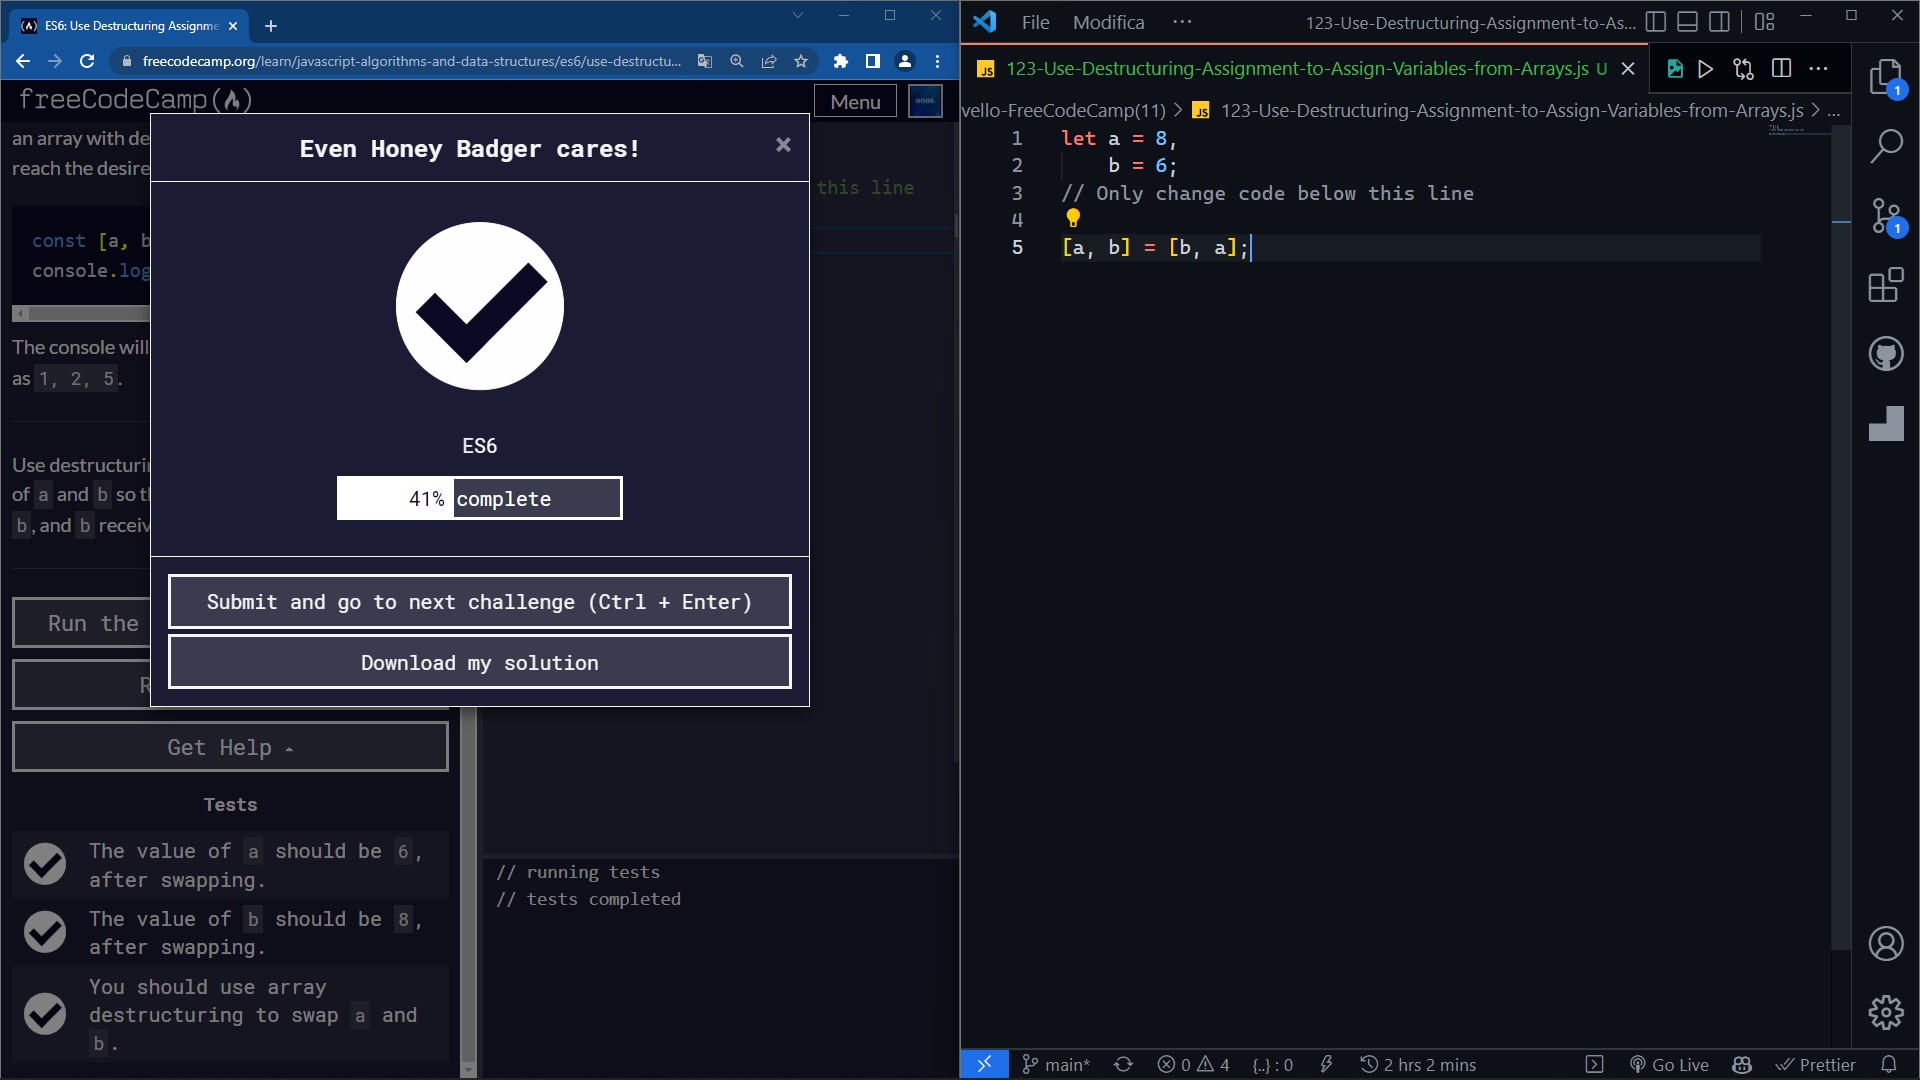 ES6: Use Destructuring Assignme
freecodecamp.org/learn/javascript-algorithms-and-data-structures/es6/use-destructu...
freeCodeCamp
Menu
an array with de
reach the desire
const [a, b
console.log
The console will
as 1, 2, 5.
Use destructurin
of a and b so th
b, and b receiv
Run the
R
Get Help
Tests
The value of a should be 6,
after swapping.
The value of b should be 8,
after swapping.
You should use array
destructuring to swap a and
b.
Even Honey Badger cares!
×
ES6
41% complete
Submit and go to next challenge (Ctrl + Enter)
Download my solution
this line
// running tests
// tests completed
File Modifica ··· 123-Use-Destructuring-Assignment-to-As...
JS 123-Use-Destructuring-Assignment-to-Assign-Variables-from-Arrays.js U
vello-FreeCodeCamp(11) > JS 123-Use-Destructuring-Assignment-to-Assign-Variables-from-Arrays.js > ...
1 let a = 8,
2 b = 6;
3 // Only change code below this line
4
5 [a, b] = [b, a];
1
1
main* 0 4 {..} : 0 2 hrs 2 mins Go Live Prettier